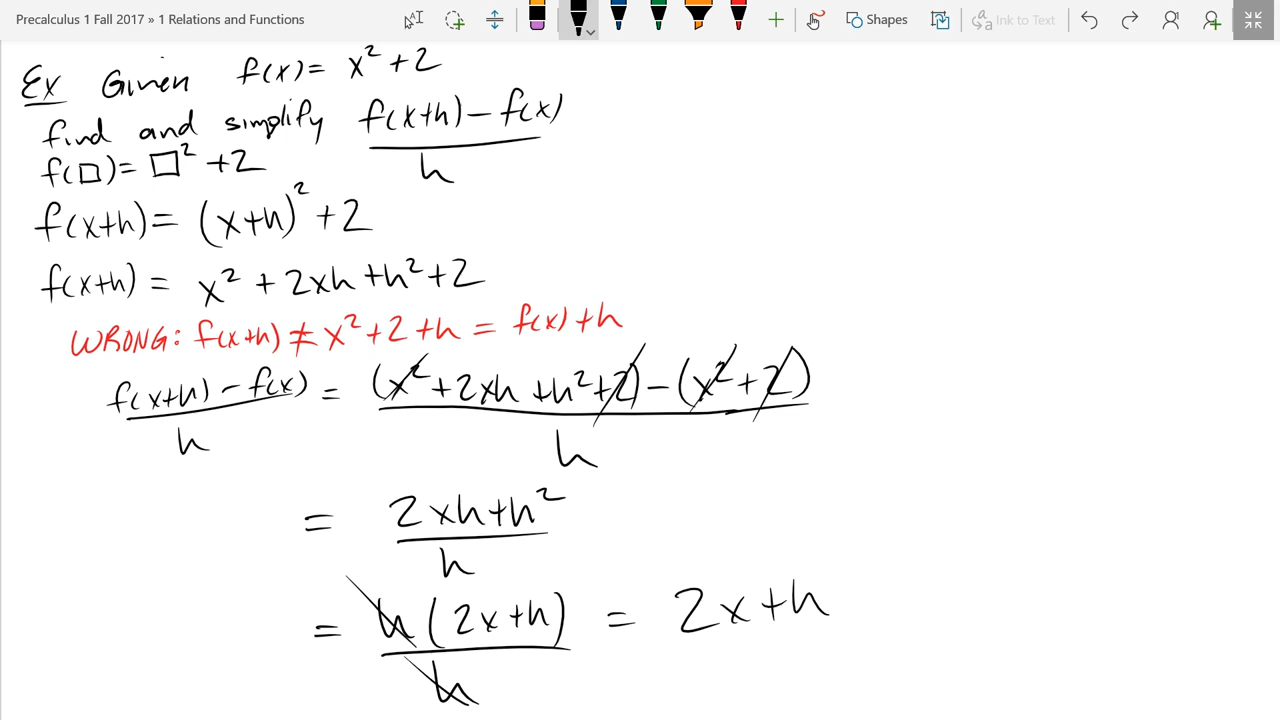 Precalculus 1 Fall 2017 » 1 Relations and Functions
Shapes
Ink to Text
Ex Given f(x) = x² + 2
find and simplify (f(x+h) - f(x))/h
f(□) = □² + 2
f(x+h) = (x+h)² + 2
f(x+h) = x² + 2xh + h² + 2
WRONG: f(x+h) ≠ x² + 2 + h = f(x) + h
(f(x+h) - f(x))/h = ((x² + 2xh + h² + 2) - (x² + 2))/h
= (2xh + h²)/h
= h(2x+h)/h = 2x + h